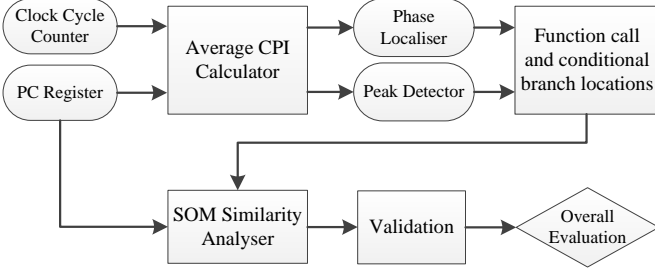 Clock Cycle
Counter
Average CPI
Calculator
Phase
Localiser
Function call
and conditional
branch locations
PC Register
Peak Detector
SOM Similarity
Analyser
Validation
Overall
Evaluation